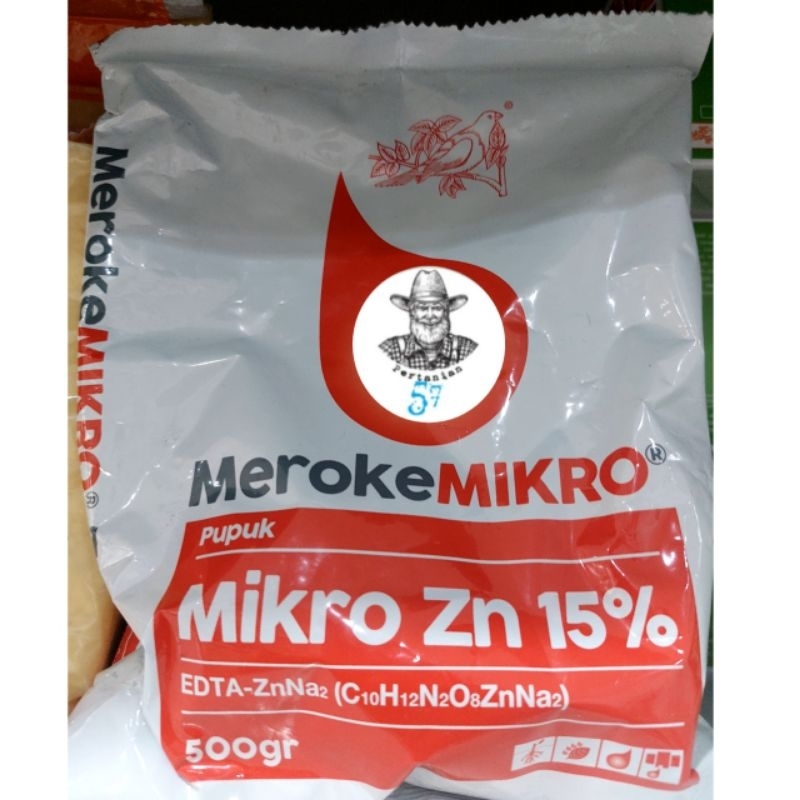 MerokeMIKRO®
®
Pertanian
57
MerokeMIKRO®
Pupuk
Mikro Zn 15%
EDTA-ZnNa₂ (C₁₀H₁₂N₂O₈ZnNa₂)
500gr